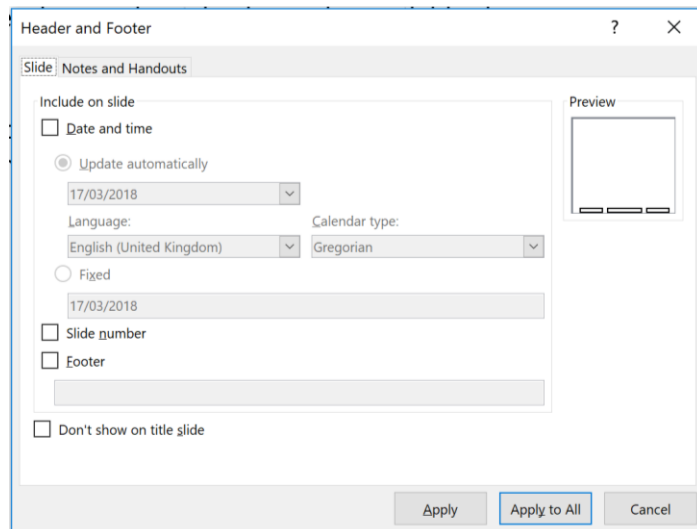 Header and Footer ?
Slide Notes and Handouts
Include on slide
Preview
Date and time
Update automatically
17/03/2018
Language: Calendar type:
English (United Kingdom) Gregorian
Fixed
17/03/2018
Slide number
Footer
Don't show on title slide
Apply Apply to All Cancel